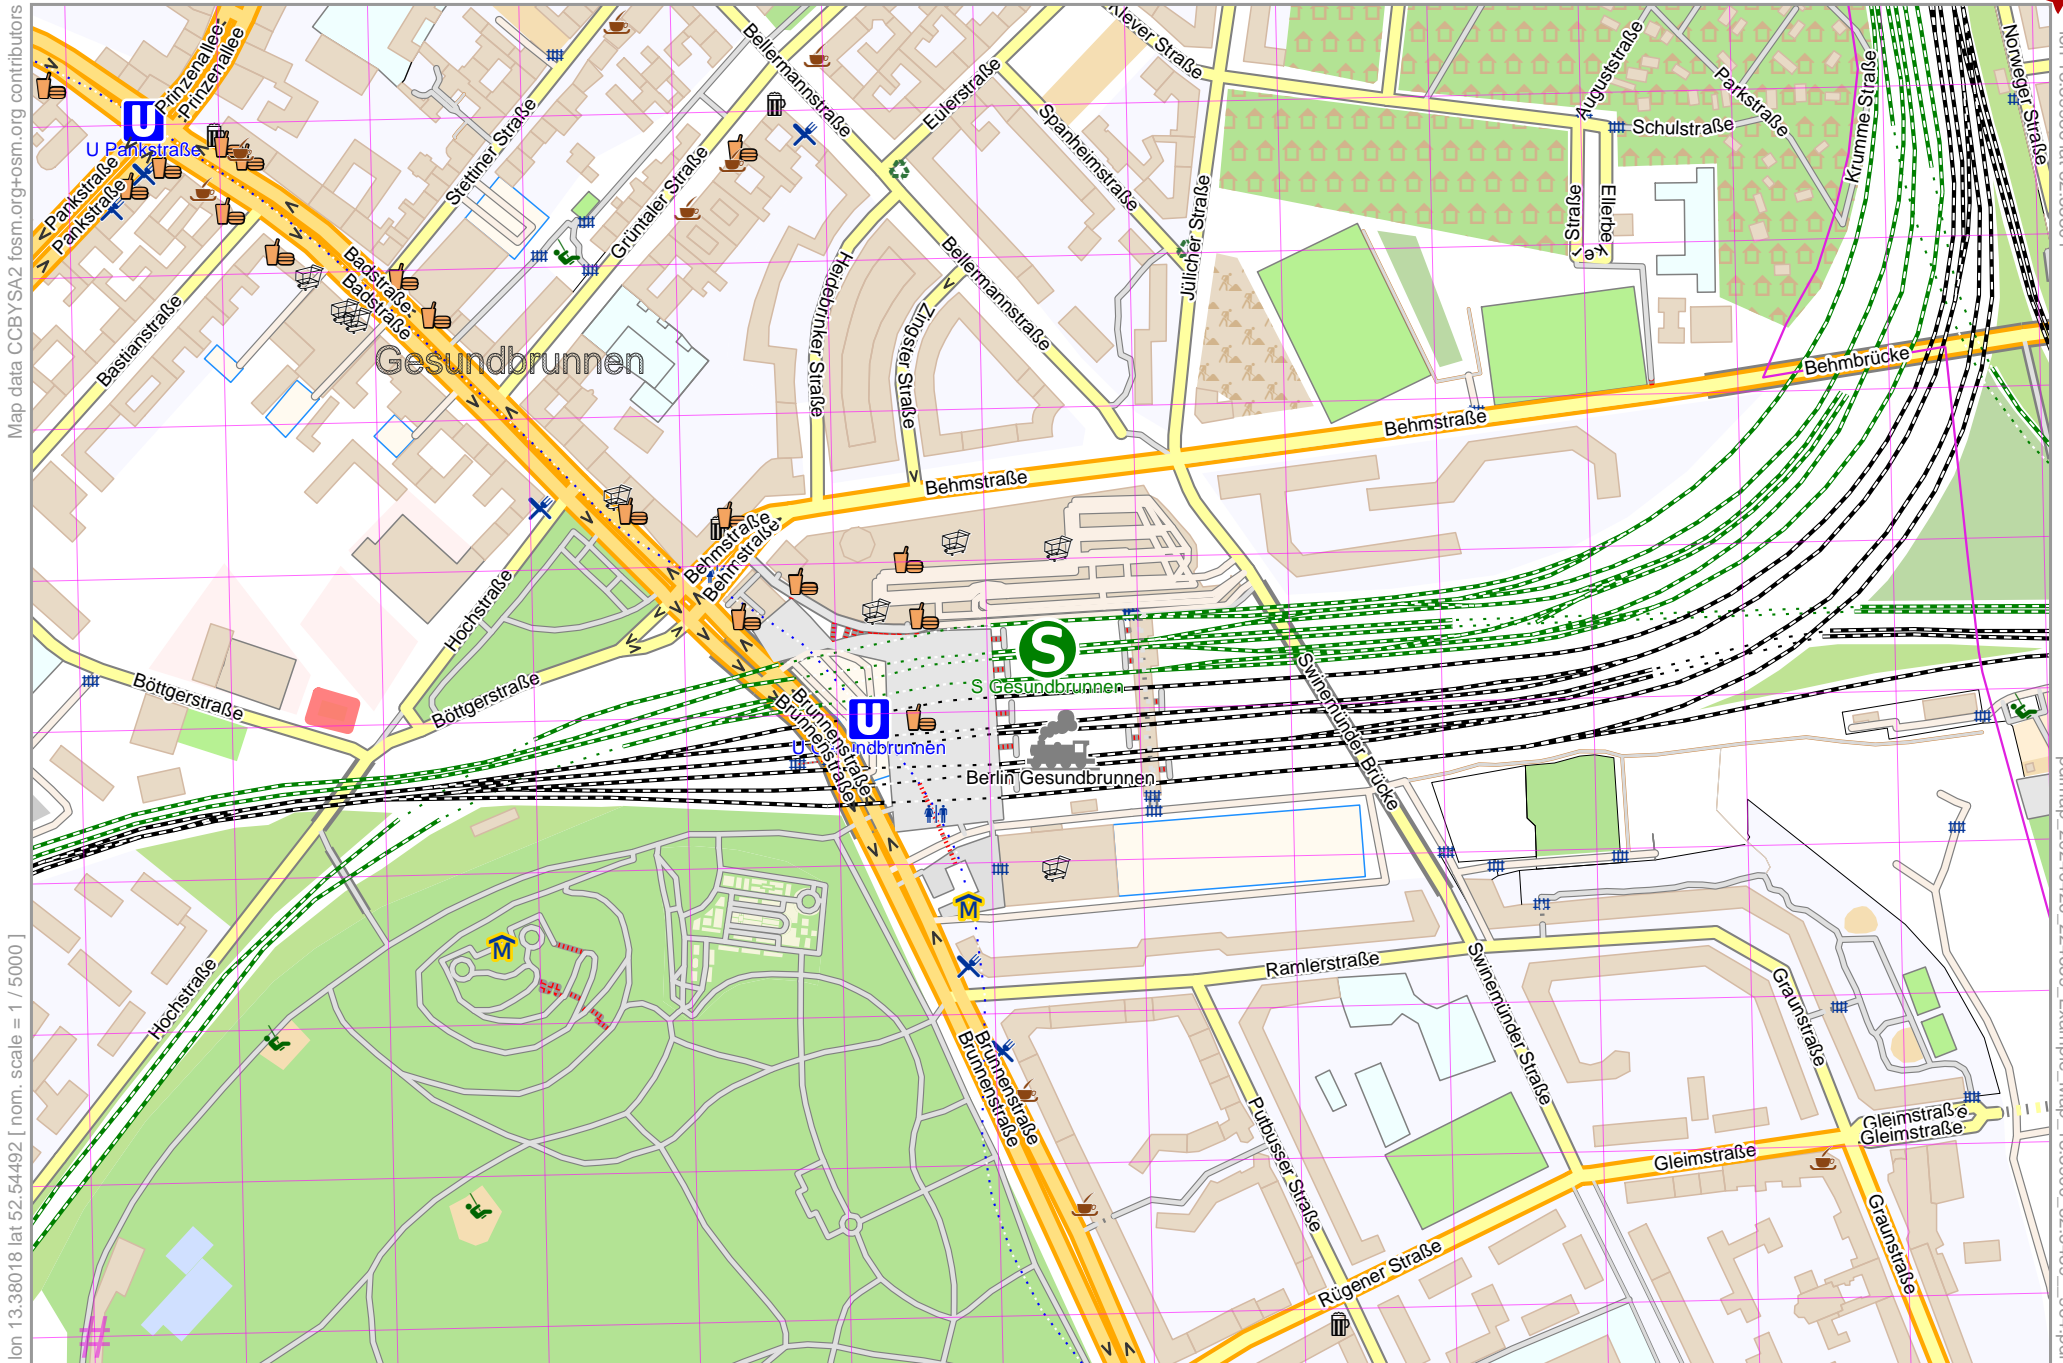 Map data CCBYSA2 fosm.org+osm.org contributors
lon 13.38018 lat 52.54492 [ nom. scale = 1 / 5000 ]
Prinzenallee
Prinzenallee
U
U Pankstraße
Pankstraße
Pankstraße
Stettiner Straße
Grüntaler Straße
Bellermannstraße
Eulerstraße
Klever Straße
Spanheimstraße
Jülicher Straße
Auguststraße
Parkstraße
Schulstraße
Krumme Straße
Norweger Straße
Ellerbe
ker
Straße
Bastianstraße
Badstraße
Badstraße
Gesundbrunnen
Heidebrinker Straße
Zingster Straße
Bellermannstraße
Behmbrücke
Behmstraße
Behmstraße
Behmstraße
Behmstraße
Hochstraße
Böttgerstraße
Böttgerstraße
S
S Gesundbrunnen
U
Brunnenstraße
Brunnenstraße
Berlin Gesundbrunnen
Swinemünder Brücke
M
M
Hochstraße
Ramlerstraße
Swinemünder Straße
Graunstraße
Brunnenstraße
Brunnenstraße
Putbusser Straße
Gleimstraße
Gleimstraße
Gleimstraße
Rügener Straße
Graunstraße